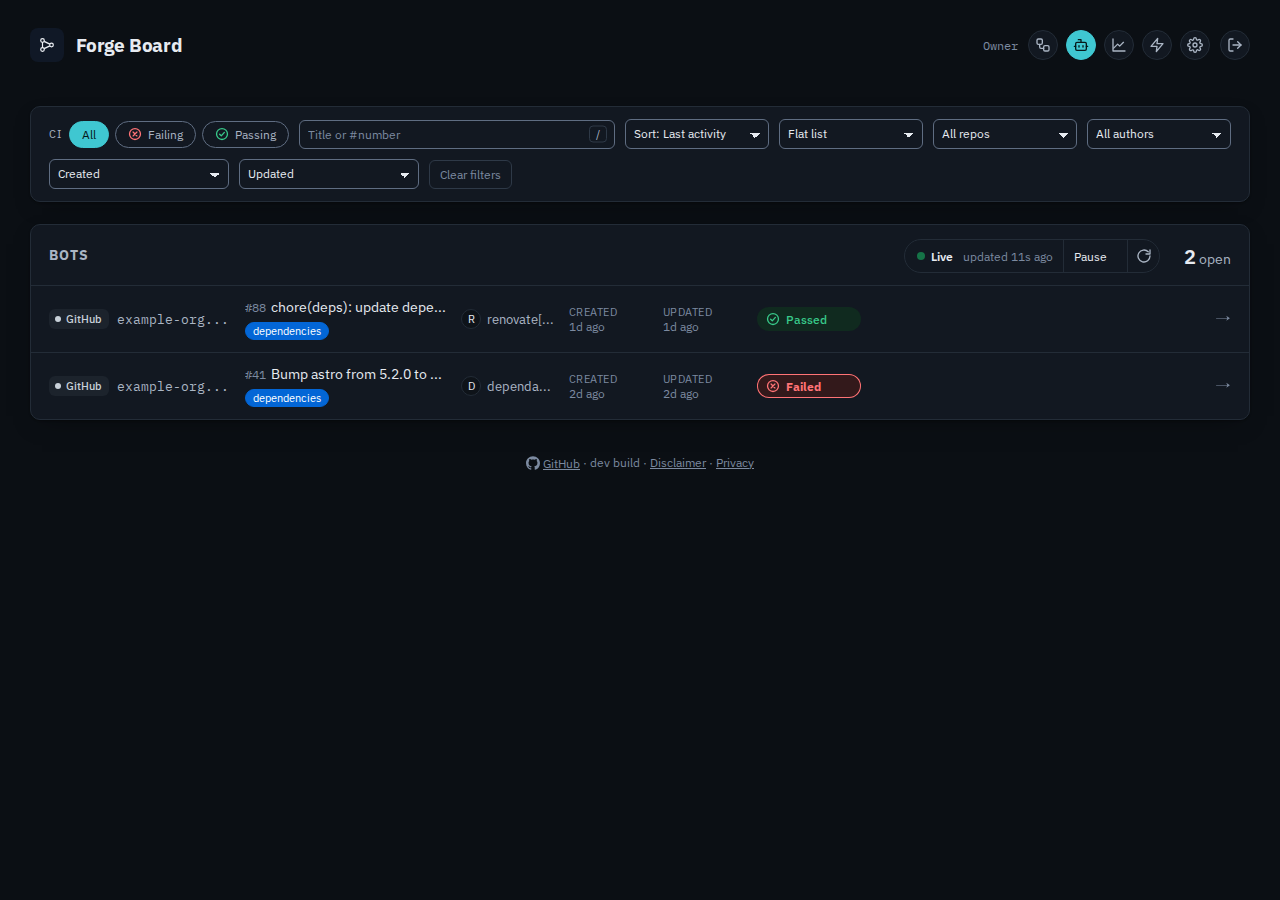 Forge Board
Owner
CI All Failing Passing Title or #number / Sort: Last activity Flat list All repos All authors
Created Updated Clear filters
BOTS
Live updated 11s ago Pause 2 open
GitHub example-org... #88 chore(deps): update depe... R renovate[... CREATED UPDATED Passed →
dependencies 1d ago 1d ago
GitHub example-org... #41 Bump astro from 5.2.0 to ... D dependa... CREATED UPDATED Failed →
dependencies 2d ago 2d ago
GitHub · dev build · Disclaimer · Privacy